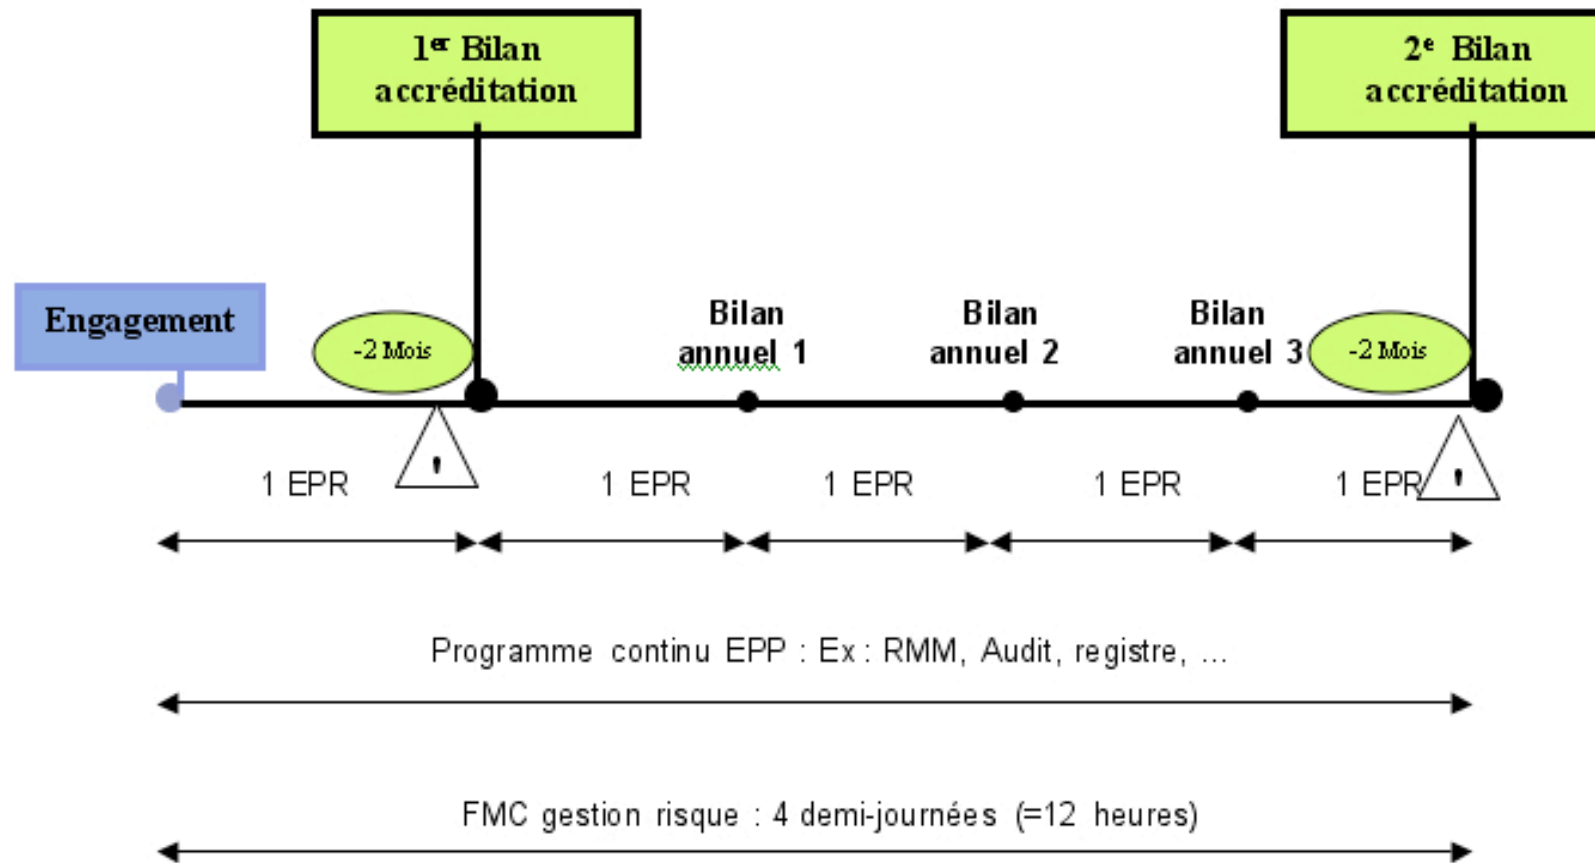 1er Bilan
accréditation
2e Bilan
accréditation
Engagement
-2 Mois
Bilan
annuel 1
Bilan
annuel 2
Bilan
annuel 3
-2 Mois
!
!
1 EPR
1 EPR
1 EPR
1 EPR
1 EPR
Programme continu EPP : Ex : RMM, Audit, registre, ...
FMC gestion risque : 4 demi-journées (=12 heures)